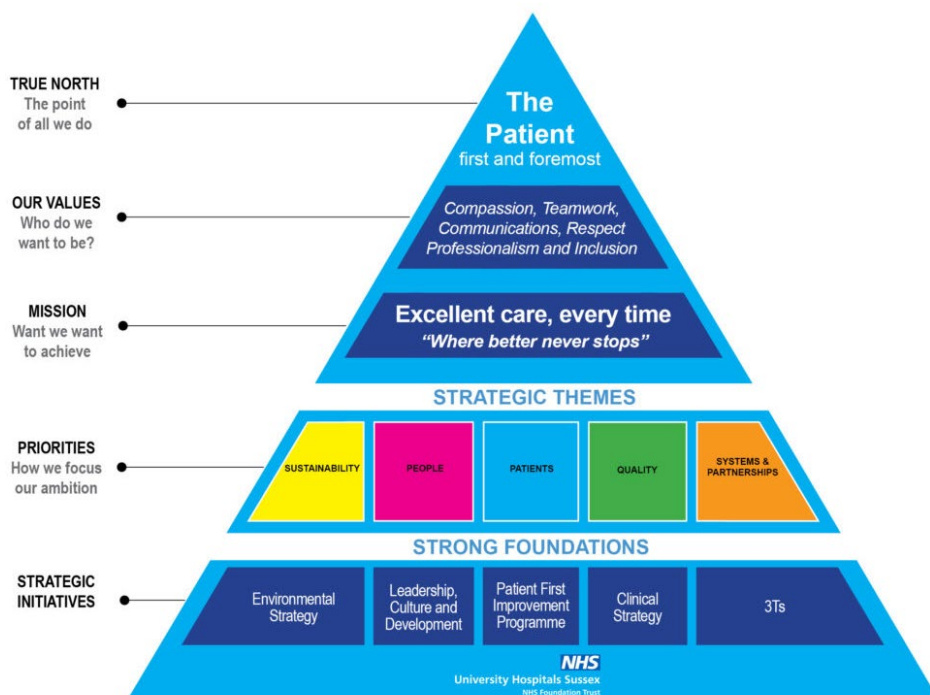 TRUE NORTH
The point
of all we do
The
Patient
first and foremost
OUR VALUES
Who do we
want to be?
Compassion, Teamwork,
Communications, Respect
Professionalism and Inclusion
MISSION
Want we want
to achieve
Excellent care, every time
“Where better never stops”
STRATEGIC THEMES
PRIORITIES
How we focus
our ambition
SUSTAINABILITY
PEOPLE
PATIENTS
QUALITY
SYSTEMS &
PARTNERSHIPS
STRONG FOUNDATIONS
STRATEGIC
INITIATIVES
Environmental
Strategy
Leadership,
Culture and
Development
Patient First
Improvement
Programme
Clinical
Strategy
3Ts
NHS
University Hospitals Sussex
NHS Foundation Trust